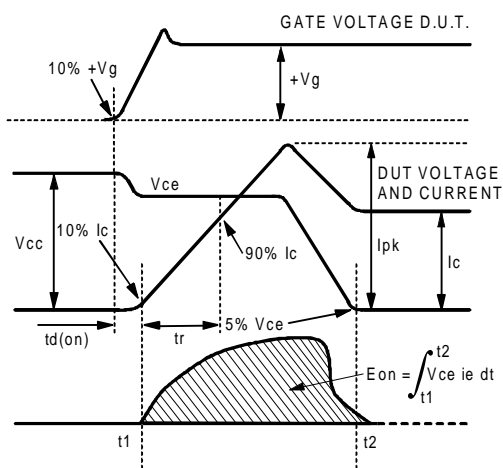 GATE VOLTAGE D.U.T.
10% +Vg
+Vg
Vce
DUT VOLTAGE
AND CURRENT
Vcc
10% Ic
90% Ic
Ipk
Ic
td(on)
tr
5% Vce
Eon = ∫ Vce ie dt
t2
t1
t1
t2